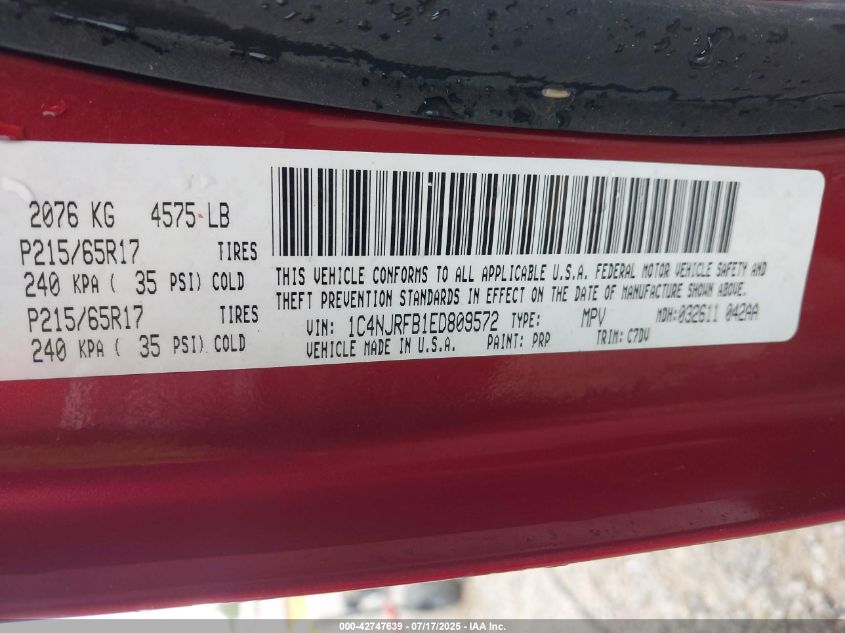 2076 KG 4575 LB
P215/65R17 TIRES
240 KPA ( 35 PSI) COLD
P215/65R17 TIRES
240 KPA ( 35 PSI) COLD
THIS VEHICLE CONFORMS TO ALL APPLICABLE U.S.A. FEDERAL MOTOR VEHICLE SAFETY AND
THEFT PREVENTION STANDARDS IN EFFECT ON THE DATE OF MANUFACTURE SHOWN ABOVE.
VIN: 1C4NJRFB1ED809572 TYPE: MPV MDH:032611 042AA
VEHICLE MADE IN U.S.A. PAINT: PRP TRIM: C7DV
000-42747639 - 07/17/2025 - IAA Inc.